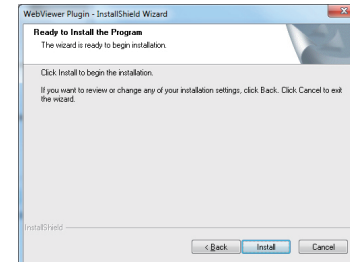 WebViewer Plugin - InstallShield Wizard
Ready to Install the Program
The wizard is ready to begin installation.
Click Install to begin the installation.
If you want to review or change any of your installation settings, click Back. Click Cancel to exit
the wizard.
InstallShield
< Back Install Cancel